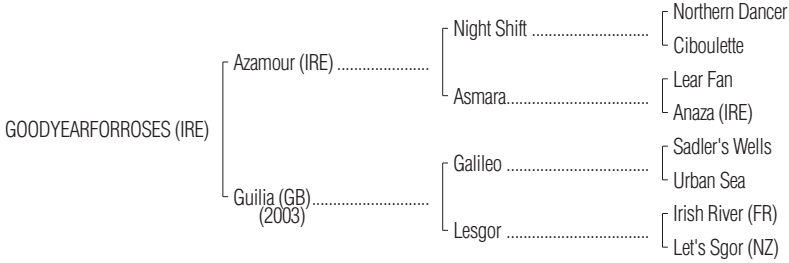 Northern Dancer
Night Shift ..................................
Ciboulette
Azamour (IRE) ..........................
Lear Fan
Asmara.........................................
Anaza (IRE)
GOODYEARFORROSES (IRE)
Sadler's Wells
Galileo .........................................
Urban Sea
Guilia (GB)..................................
(2003)
Irish River (FR)
Lesgor .........................................
Let's Sgor (NZ)